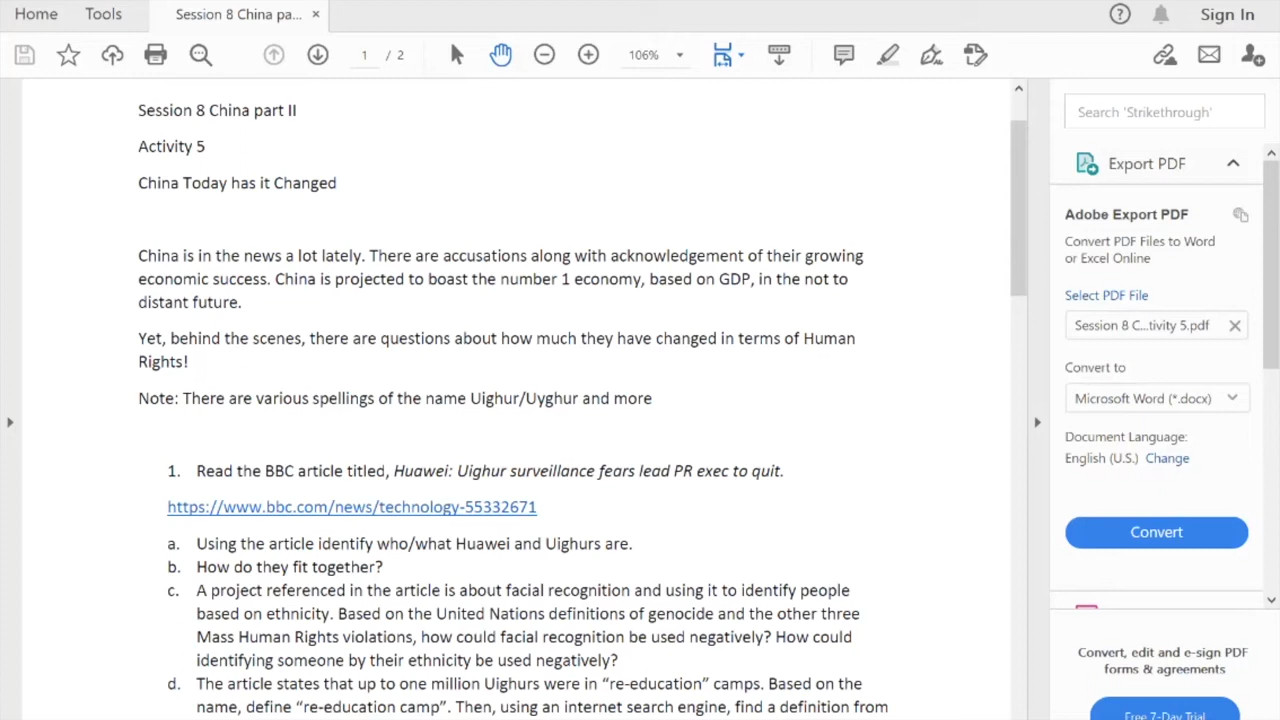 Home Tools Session 8 China pa... × Sign In
1 / 2 106%
Session 8 China part II
Activity 5
China Today has it Changed
China is in the news a lot lately. There are accusations along with acknowledgement of their growing
economic success. China is projected to boast the number 1 economy, based on GDP, in the not to
distant future.
Yet, behind the scenes, there are questions about how much they have changed in terms of Human
Rights!
Note: There are various spellings of the name Uighur/Uyghur and more
1. Read the BBC article titled, Huawei: Uighur surveillance fears lead PR exec to quit.
https://www.bbc.com/news/technology-55332671
a. Using the article identify who/what Huawei and Uighurs are.
b. How do they fit together?
c. A project referenced in the article is about facial recognition and using it to identify people
based on ethnicity. Based on the United Nations definitions of genocide and the other three
Mass Human Rights violations, how could facial recognition be used negatively? How could
identifying someone by their ethnicity be used negatively?
d. The article states that up to one million Uighurs were in “re-education” camps. Based on the
name, define “re-education camp”. Then, using an internet search engine, find a definition from
Search 'Strikethrough'
Export PDF
Adobe Export PDF
Convert PDF Files to Word
or Excel Online
Select PDF File
Session 8 C...tivity 5.pdf
Convert to
Microsoft Word (*.docx)
Document Language:
English (U.S.) Change
Convert
Convert, edit and e-sign PDF
forms & agreements
Free 7-Day Trial